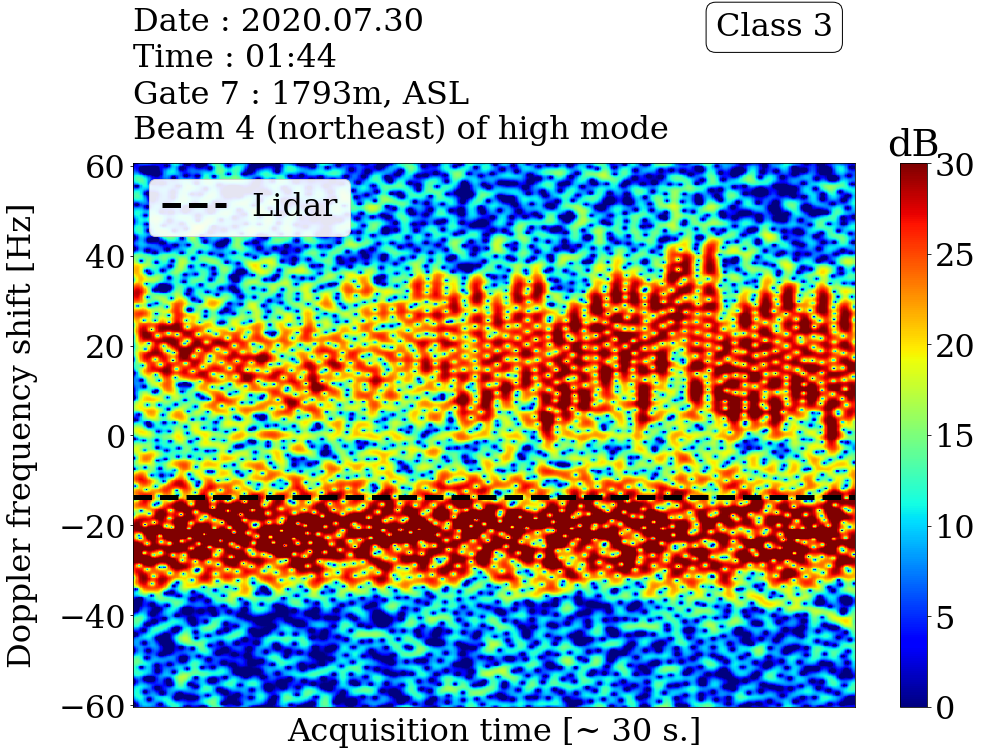 Date : 2020.07.30
Time : 01:44
Gate 7 : 1793m, ASL
Beam 4 (northeast) of high mode
Class 3
dB
Lidar
Doppler frequency shift [Hz]
60
40
20
0
−20
−40
−60
30
25
20
15
10
5
0
Acquisition time [~ 30 s.]